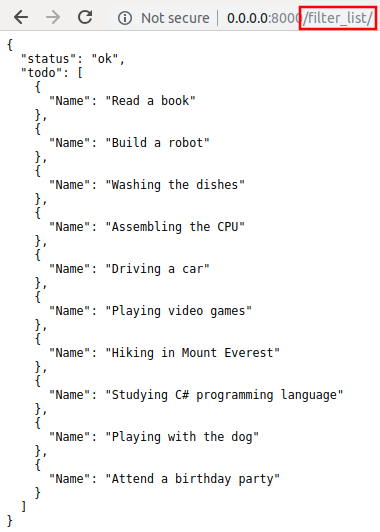 Not secure | 0.0.0.0:8000/filter_list/
{
  "status": "ok",
  "todo": [
    {
      "Name": "Read a book"
    },
    {
      "Name": "Build a robot"
    },
    {
      "Name": "Washing the dishes"
    },
    {
      "Name": "Assembling the CPU"
    },
    {
      "Name": "Driving a car"
    },
    {
      "Name": "Playing video games"
    },
    {
      "Name": "Hiking in Mount Everest"
    },
    {
      "Name": "Studying C# programming language"
    },
    {
      "Name": "Playing with the dog"
    },
    {
      "Name": "Attend a birthday party"
    }
  ]
}